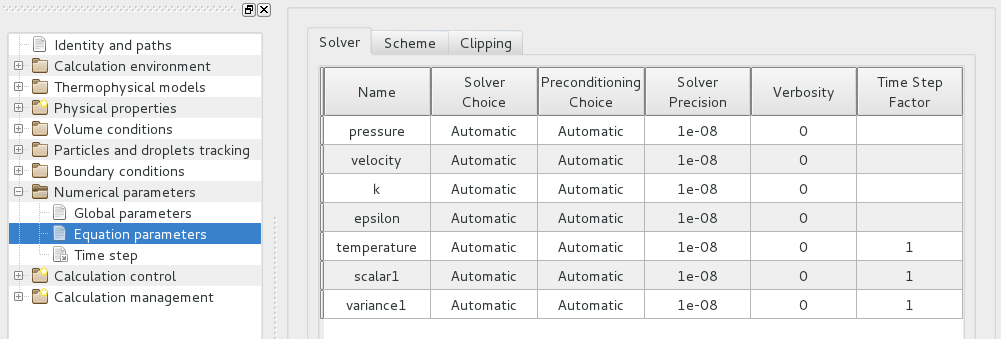 Identity and paths
Calculation environment
Thermophysical models
Physical properties
Volume conditions
Particles and droplets tracking
Boundary conditions
Numerical parameters
Global parameters
Equation parameters
Time step
Calculation control
Calculation management
Solver Scheme Clipping
Name Solver Choice Preconditioning Choice Solver Precision Verbosity Time Step Factor
pressure Automatic Automatic 1e-08 0
velocity Automatic Automatic 1e-08 0
k Automatic Automatic 1e-08 0
epsilon Automatic Automatic 1e-08 0
temperature Automatic Automatic 1e-08 0 1
scalar1 Automatic Automatic 1e-08 0 1
variance1 Automatic Automatic 1e-08 0 1